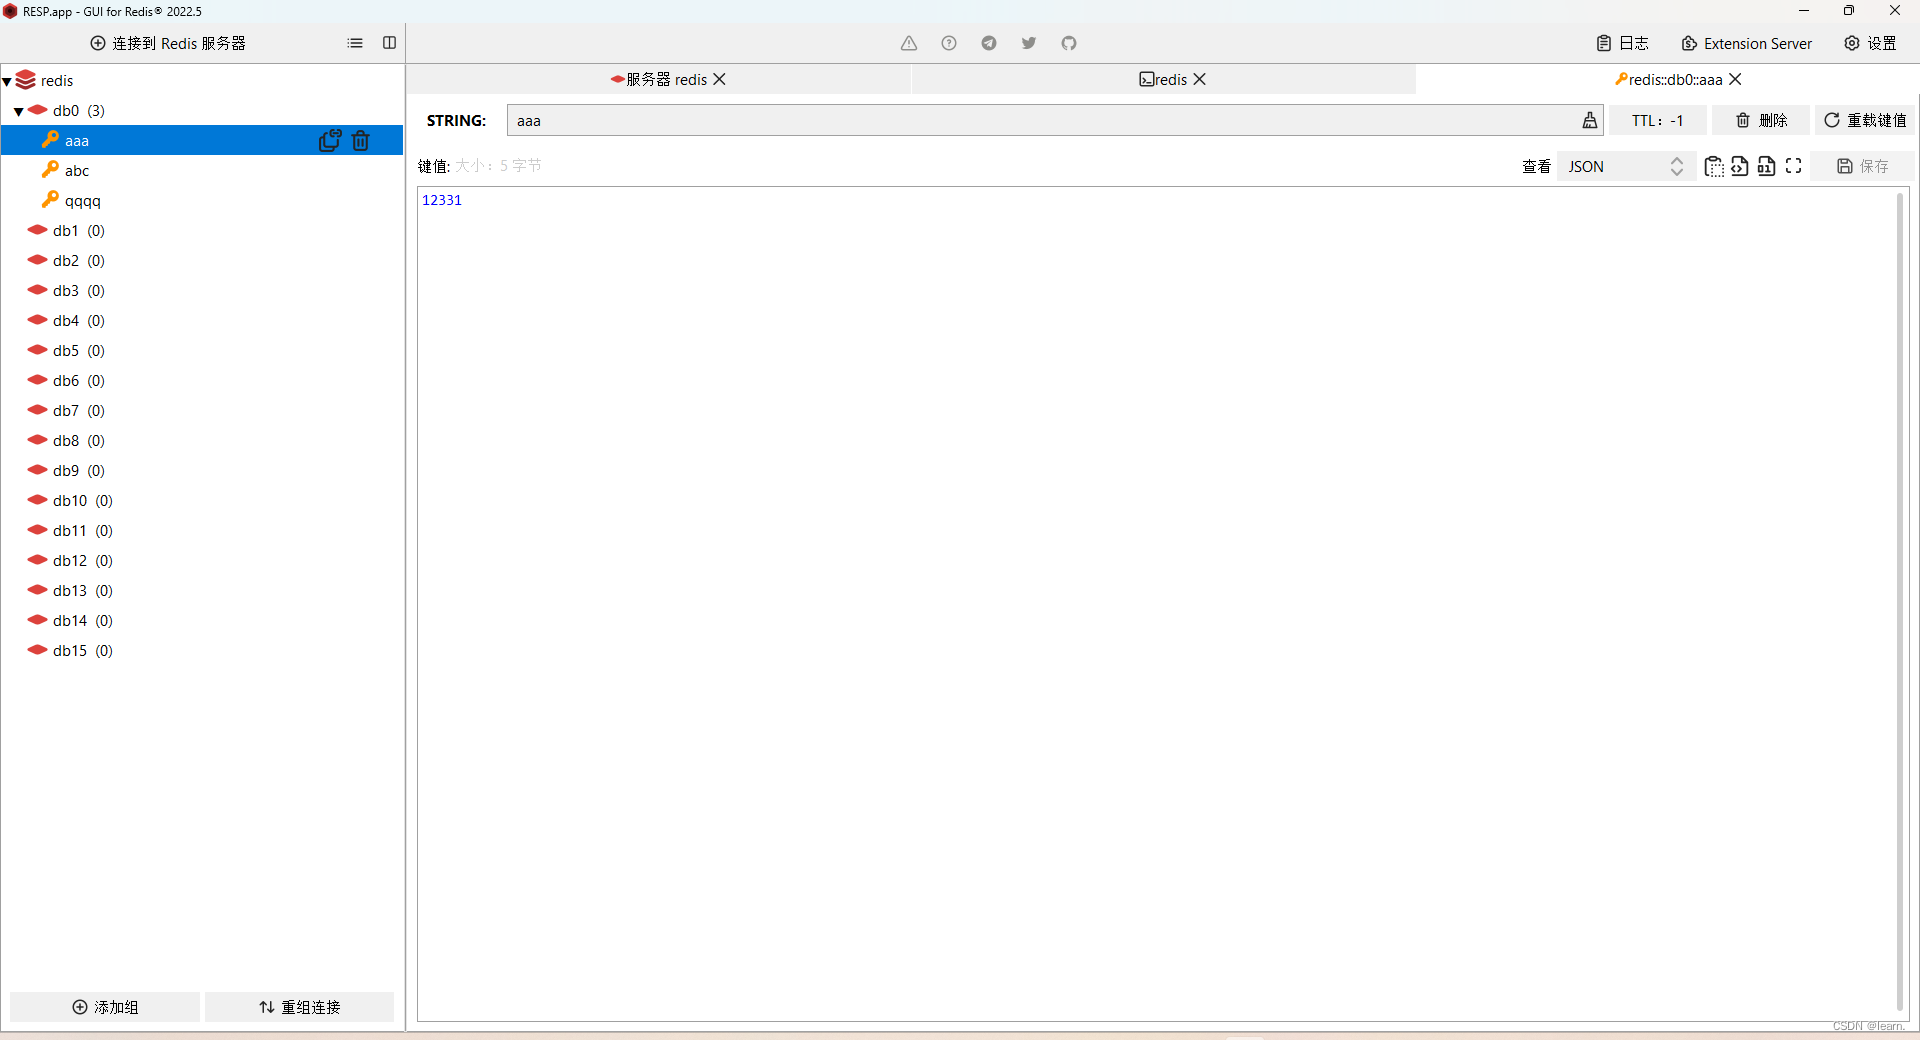 RESP.app - GUI for Redis® 2022.5
连接到 Redis 服务器
日志
Extension Server
设置
redis
服务器 redis
redis
redis::db0::aaa
db0 (3)
aaa
abc
qqqq
db1 (0)
db2 (0)
db3 (0)
db4 (0)
db5 (0)
db6 (0)
db7 (0)
db8 (0)
db9 (0)
db10 (0)
db11 (0)
db12 (0)
db13 (0)
db14 (0)
db15 (0)
STRING:
aaa
TTL：-1
删除
重载键值
键值: 大小：5 字节
查看
JSON
保存
12331
添加组
重组连接
CSDN @learn.